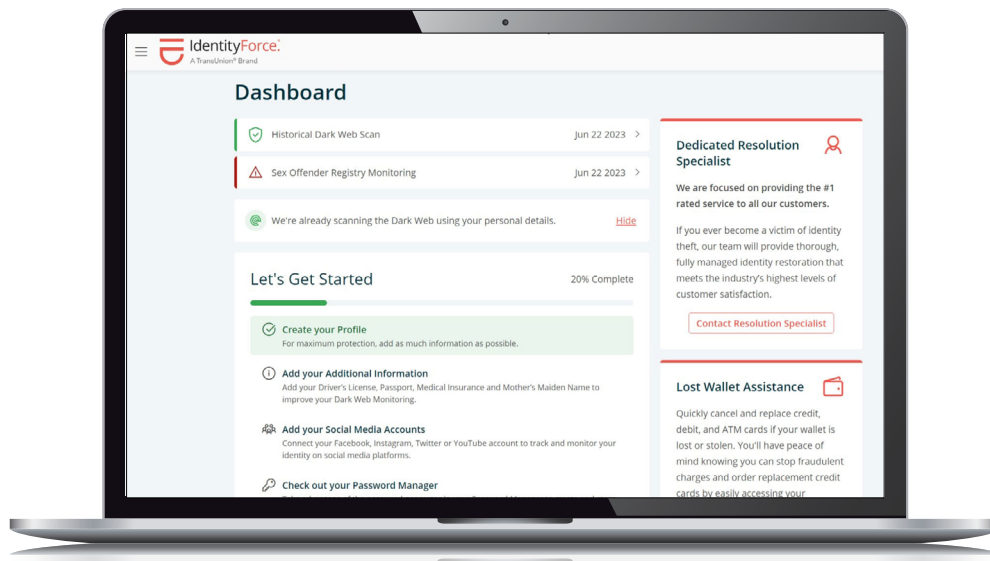 IdentityForce®
A TransUnion® Brand
Dashboard
Historical Dark Web Scan
Jun 22 2023
Sex Offender Registry Monitoring
Jun 22 2023
We're already scanning the Dark Web using your personal details.
Hide
Let's Get Started
20% Complete
Create your Profile
For maximum protection, add as much information as possible.
Add your Additional Information
Add your Driver's License, Passport, Medical Insurance and Mother's Maiden Name to
improve your Dark Web Monitoring.
Add your Social Media Accounts
Connect your Facebook, Instagram, Twitter or YouTube account to track and monitor your
identity on social media platforms.
Check out your Password Manager
Dedicated Resolution
Specialist
We are focused on providing the #1
rated service to all our customers.
If you ever become a victim of identity
theft, our team will provide thorough,
fully managed identity restoration that
meets the industry's highest levels of
customer satisfaction.
Contact Resolution Specialist
Lost Wallet Assistance
Quickly cancel and replace credit,
debit, and ATM cards if your wallet is
lost or stolen. You'll have peace of
mind knowing you can stop fraudulent
charges and order replacement credit
cards by easily accessing your